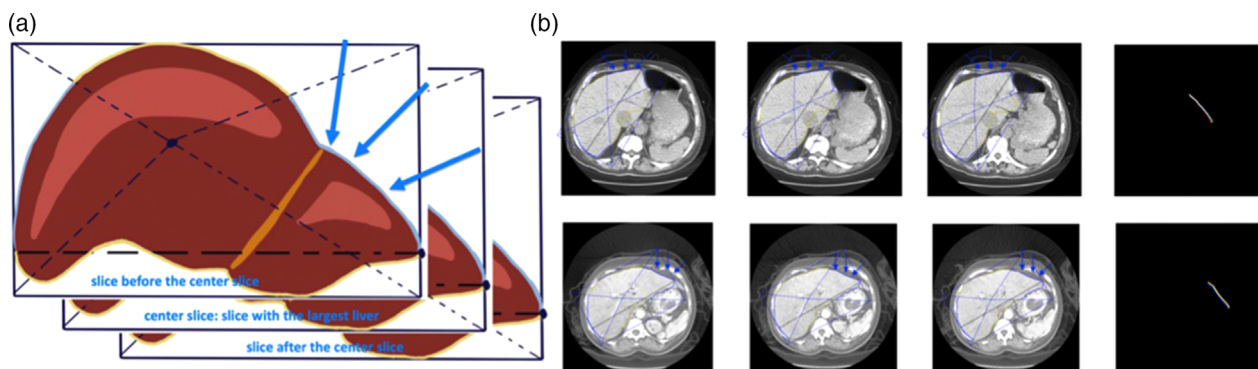 (a)
(b)
slice before the center slice
center slice: slice with the largest liver
slice after the center slice